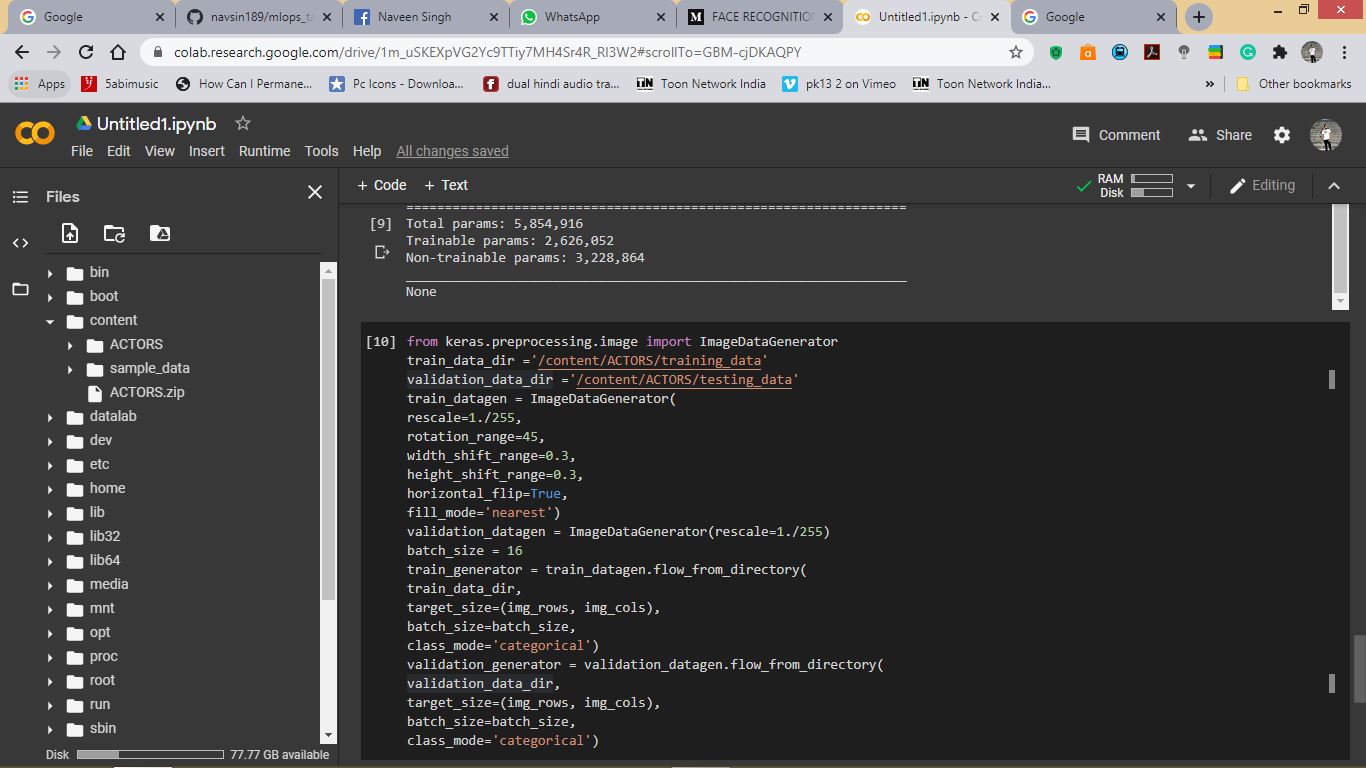 Google
navsin189/mlops_ta
Naveen Singh
WhatsApp
FACE RECOGNITIO
Untitled1.ipynb - C
Google
colab.research.google.com/drive/1m_uSKEXpVG2Yc9TTiy7MH4Sr4R_RI3W2#scrollTo=GBM-cjDKAQPY
Apps
5abimusic
How Can I Permane...
Pc Icons - Downloa...
dual hindi audio tra...
Toon Network India
pk13 2 on Vimeo
Toon Network India...
»
Other bookmarks
Untitled1.ipynb
File Edit View Insert Runtime Tools Help All changes saved
Comment
Share
Files
+ Code + Text
RAM
Disk
Editing
bin
boot
content
ACTORS
sample_data
ACTORS.zip
datalab
dev
etc
home
lib
lib32
lib64
media
mnt
opt
proc
root
run
sbin
Disk 77.77 GB available
=================================================================
[9] Total params: 5,854,916
Trainable params: 2,626,052
Non-trainable params: 3,228,864
_________________________________________________________________
None
[10] from keras.preprocessing.image import ImageDataGenerator
train_data_dir ='/content/ACTORS/training_data'
validation_data_dir ='/content/ACTORS/testing_data'
train_datagen = ImageDataGenerator(
rescale=1./255,
rotation_range=45,
width_shift_range=0.3,
height_shift_range=0.3,
horizontal_flip=True,
fill_mode='nearest')
validation_datagen = ImageDataGenerator(rescale=1./255)
batch_size = 16
train_generator = train_datagen.flow_from_directory(
train_data_dir,
target_size=(img_rows, img_cols),
batch_size=batch_size,
class_mode='categorical')
validation_generator = validation_datagen.flow_from_directory(
validation_data_dir,
target_size=(img_rows, img_cols),
batch_size=batch_size,
class_mode='categorical')